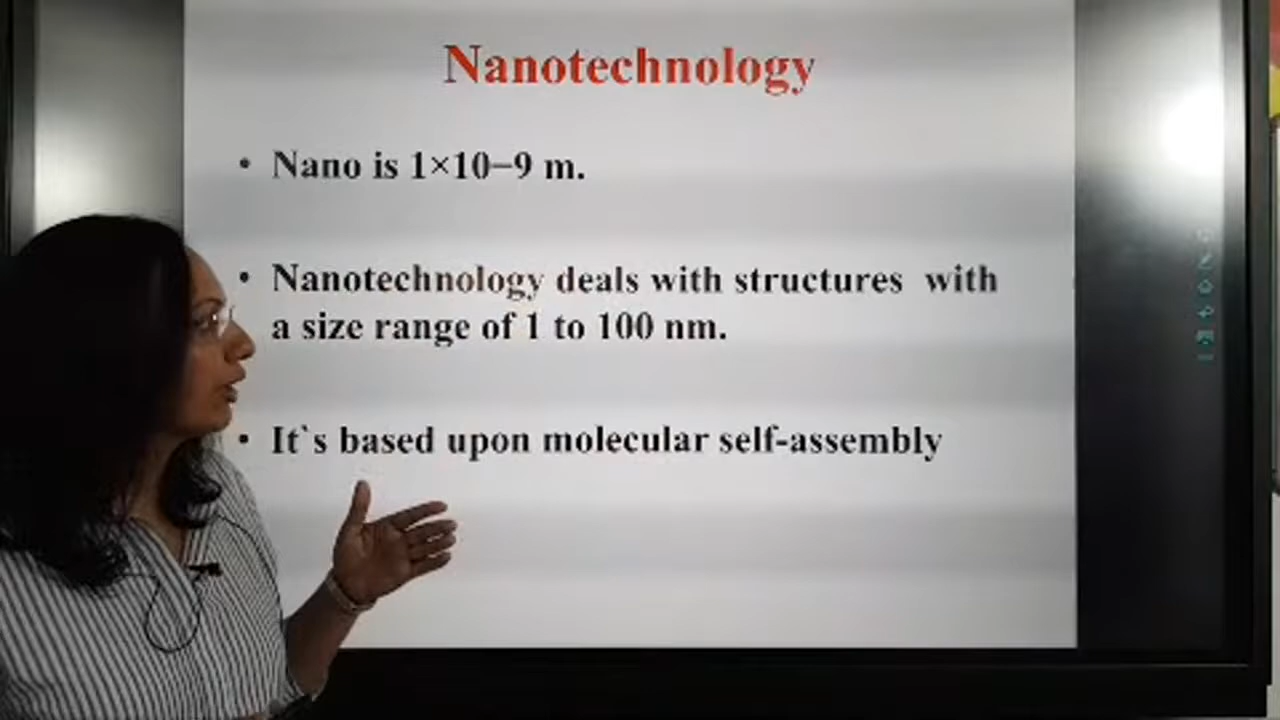 Nanotechnology
• Nano is 1×10–9 m.
• Nanotechnology deals with structures with
a size range of 1 to 100 nm.
• It`s based upon molecular self-assembly